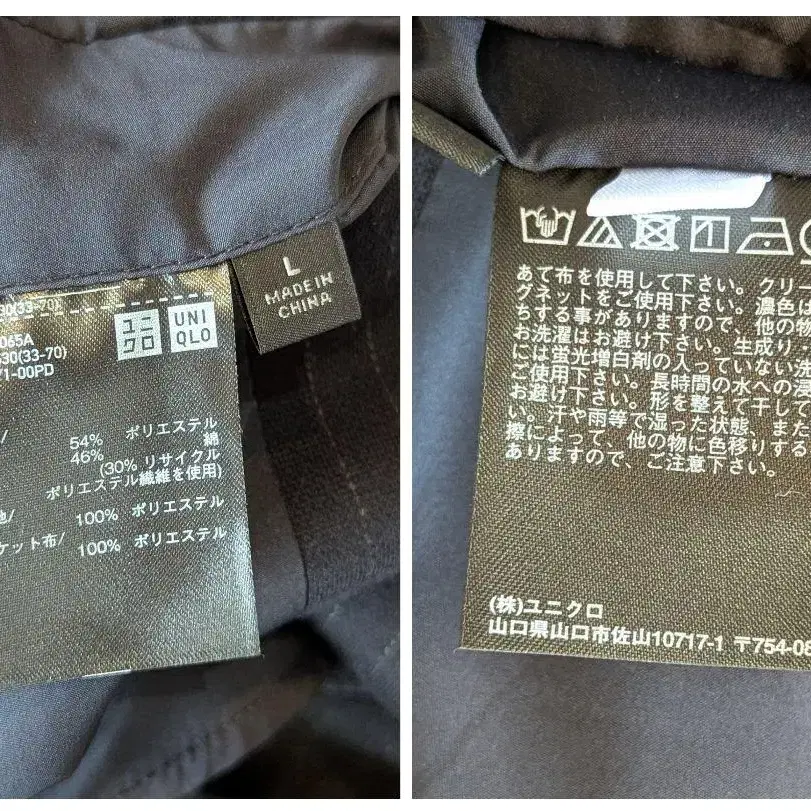 30(33-70)
ユニ
クロ
UNI
QLO
L
MADE IN
CHINA
065A
530(33-70)
71-00PD
54% ポリエステル
46% 綿
(30% リサイクル
ポリエステル繊維を使用)
地/ 100% ポリエステル
ケット布/ 100% ポリエステル
あて布を使用して下さい。クリー
グネットをご使用下さい。濃色は
ちする事がありますので、他の物
お洗濯はお避け下さい。生成り
には蛍光増白剤の入っていない洗
ご使用下さい。長時間の水への浸
お避け下さい。形を整えて干して
い。汗や雨等で湿った状態、また
擦によって、他の物に色移りする
ありますので、ご注意下さい。
(株)ユニクロ
山口県山口市佐山10717-1 〒754-08